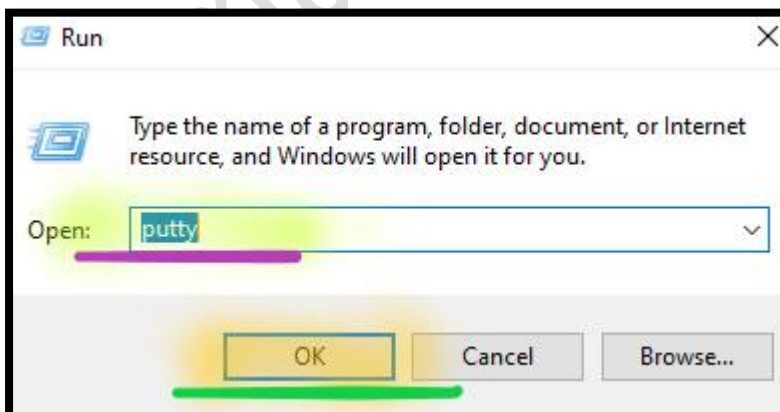 Run
Type the name of a program, folder, document, or Internet
resource, and Windows will open it for you.
Open: putty
OK Cancel Browse...